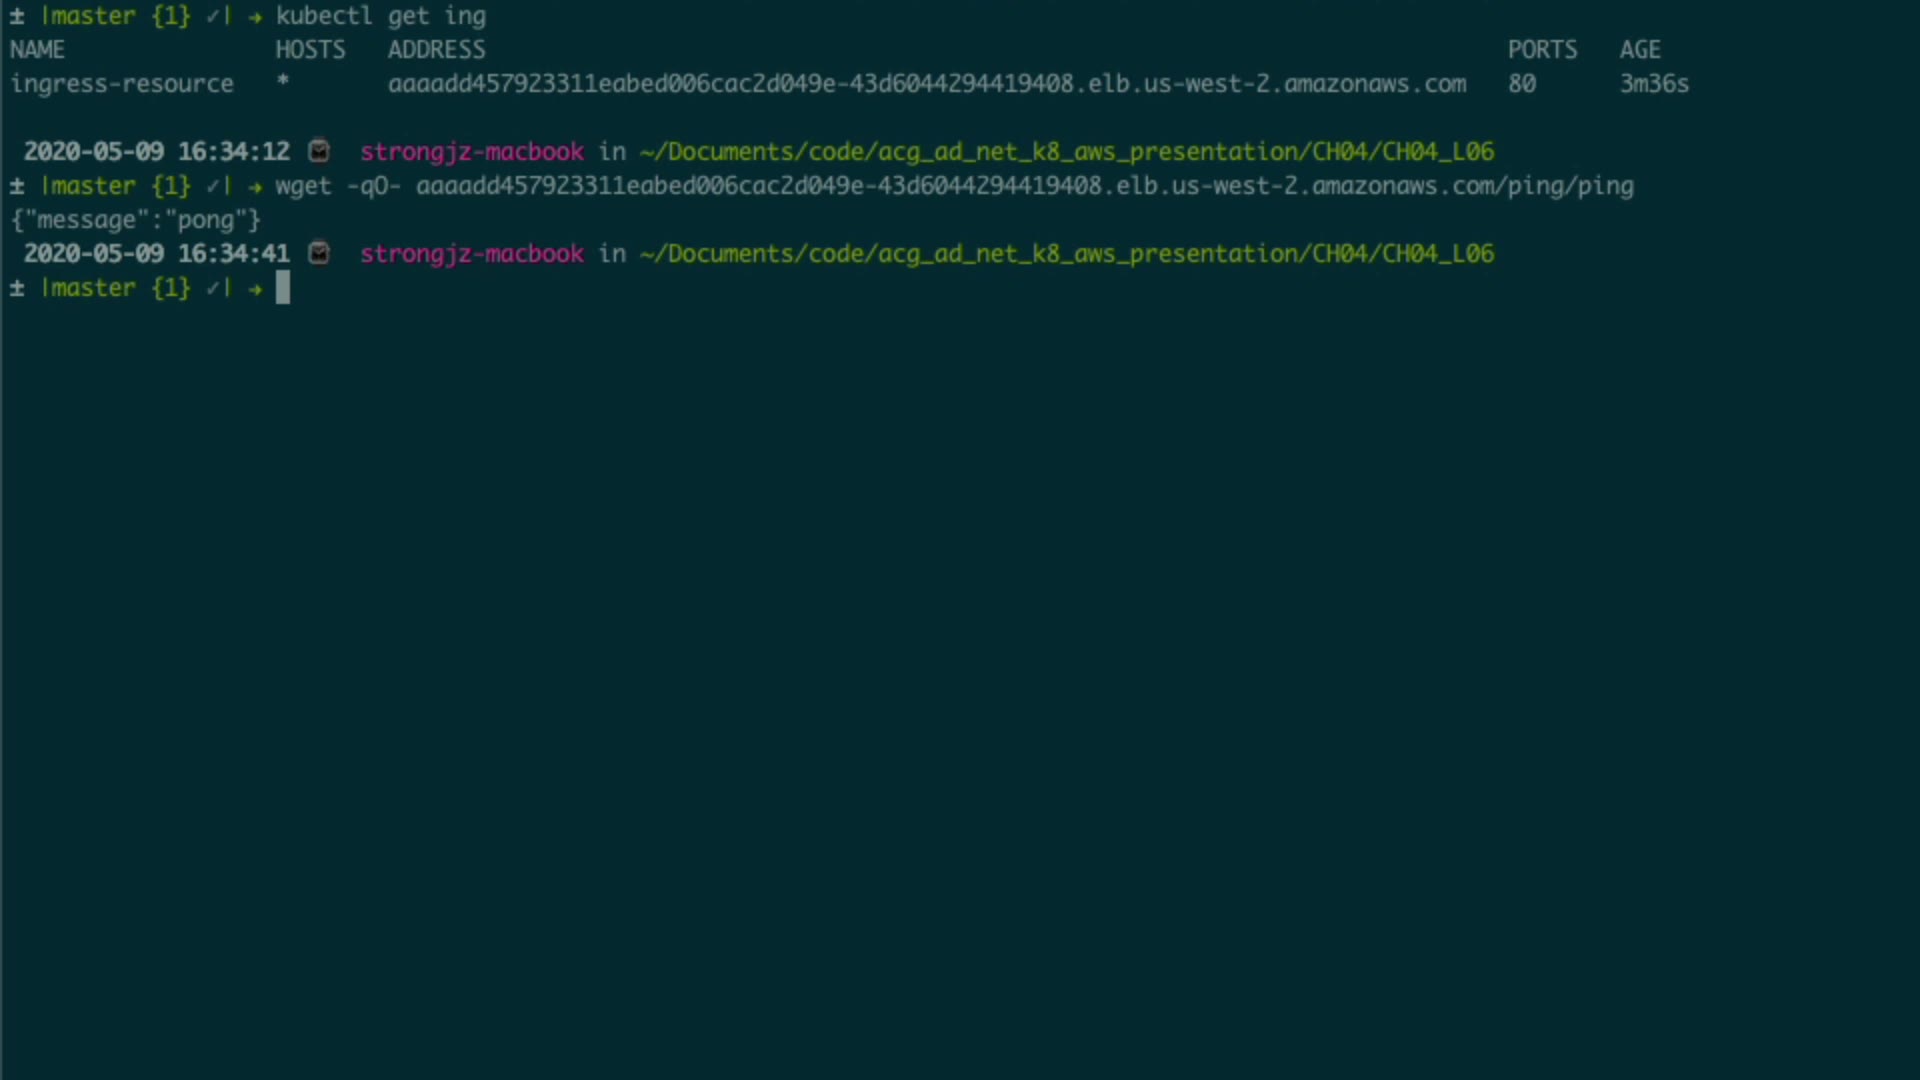 ± |master {1} ✓| → kubectl get ing
NAME HOSTS ADDRESS PORTS AGE
ingress-resource * aaaadd457923311eabed006cac2d049e-43d6044294419408.elb.us-west-2.amazonaws.com 80 3m36s
2020-05-09 16:34:12 strongjz-macbook in ~/Documents/code/acg_ad_net_k8_aws_presentation/CH04/CH04_L06
± |master {1} ✓| → wget -qO- aaaadd457923311eabed006cac2d049e-43d6044294419408.elb.us-west-2.amazonaws.com/ping/ping
{"message":"pong"}
2020-05-09 16:34:41 strongjz-macbook in ~/Documents/code/acg_ad_net_k8_aws_presentation/CH04/CH04_L06
± |master {1} ✓| →